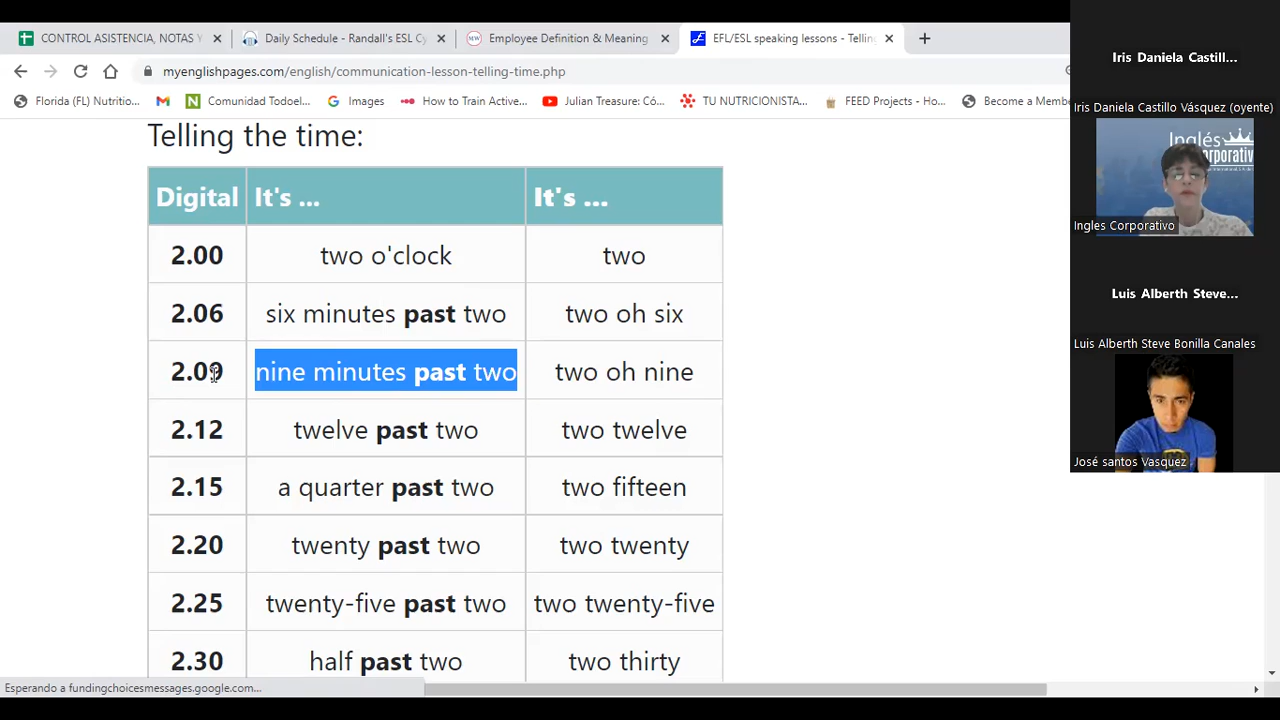 CONTROL ASISTENCIA, NOTAS Y
Daily Schedule - Randall's ESL Cy
Employee Definition & Meaning
EFL/ESL speaking lessons - Tellin
myenglishpages.com/english/communication-lesson-telling-time.php
Florida (FL) Nutritio...
Comunidad Todoel...
Images
How to Train Active...
Julian Treasure: Có...
TU NUTRICIONISTA...
FEED Projects - Ho...
Become a Membe
Telling the time:
Digital It's ... It's ...
2.00 two o'clock two
2.06 six minutes past two two oh six
2.09 nine minutes past two two oh nine
2.12 twelve past two two twelve
2.15 a quarter past two two fifteen
2.20 twenty past two two twenty
2.25 twenty-five past two two twenty-five
2.30 half past two two thirty
Esperando a fundingchoicesmessages.google.com...
Iris Daniela Castill...
Iris Daniela Castillo Vásquez (oyente)
Inglés
Corporativ
Ingles Corporativo
Luis Alberth Steve...
Luis Alberth Steve Bonilla Canales
José santos Vasquez